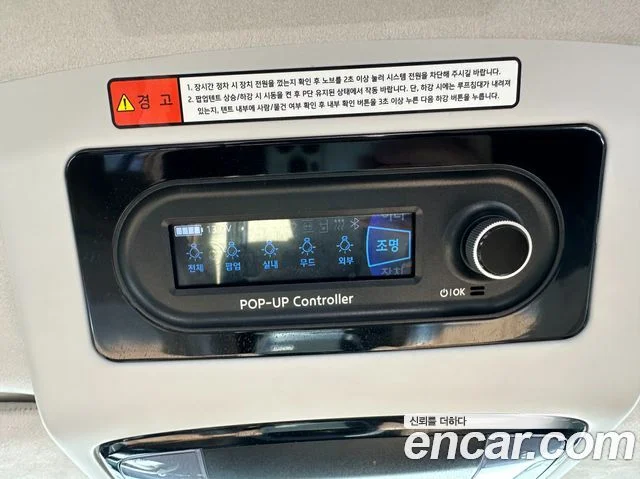 경 고
1. 장시간 정차 시 장치 전원을 껐는지 확인 후 노브를 2초 이상 눌러 시스템 전원을 차단해 주시길 바랍니다.
2. 팝업텐트 상승/하강 시 시동을 켠 후 P단 유지된 상태에서 작동 바랍니다. 단, 하강 시에는 루프침대가 내려져
있는지, 텐트 내부에 사람/물건 여부 확인 후 내부 확인 버튼을 3초 이상 누른 다음 하강 버튼을 누릅니다.
전체 팝업 실내 무드 외부 조명
POP-UP Controller
OK
신뢰를 더하다
encar.com